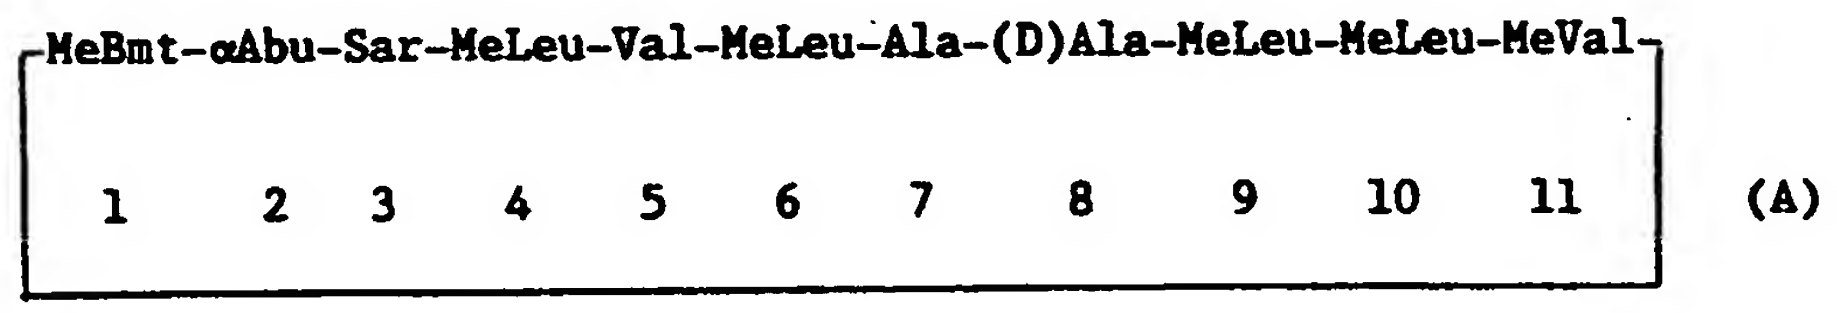 MeBmt-αAbu-Sar-MeLeu-Val-MeLeu-Ala-(D)Ala-MeLeu-MeLeu-MeVal-
1 2 3 4 5 6 7 8 9 10 11 (A)